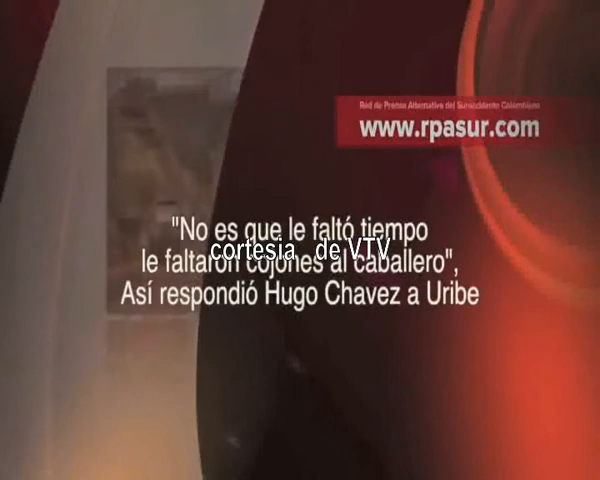 Red de Prensa Alternativa del Suroccidente Colombiano
www.rpasur.com
"No es que le faltó tiempo
le faltaron cojones al caballero",
cortesia de VTV
Así respondió Hugo Chavez a Uribe